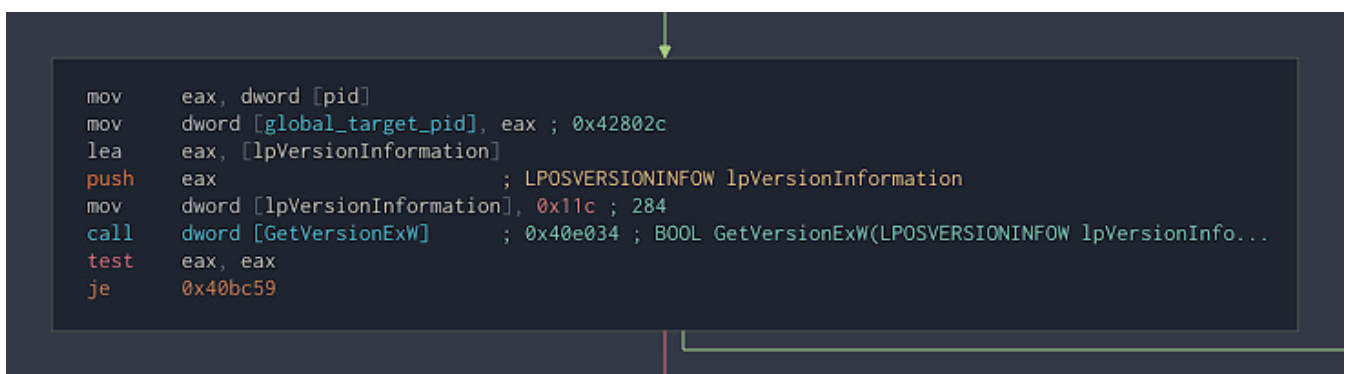 mov eax, dword [pid]
mov dword [global_target_pid], eax ; 0x42802c
lea eax, [lpVersionInformation]
push eax ; LPOSVERSIONINFOW lpVersionInformation
mov dword [lpVersionInformation], 0x11c ; 284
call dword [GetVersionExW] ; 0x40e034 ; BOOL GetVersionExW(LPOSVERSIONINFOW lpVersionInfo...
test eax, eax
je 0x40bc59